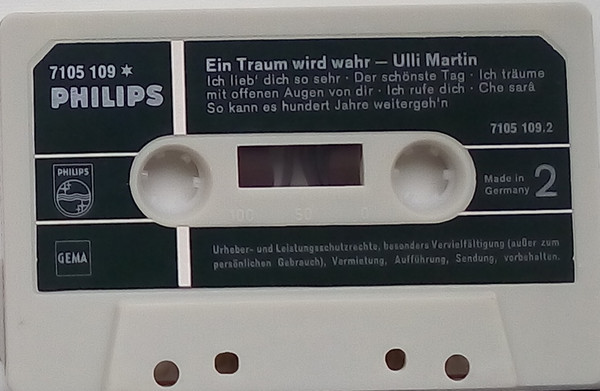 7105 109 *
PHILIPS
Ein Traum wird wahr – Ulli Martin
Ich lieb' dich so sehr · Der schönste Tag · Ich träume
mit offenen Augen von dir · Ich rufe dich · Che sarà
So kann es hundert Jahre weitergeh'n
7105 109.2
PHILIPS
Made in
Germany 2
100 50 0
GEMA
Urheber- und Leistungsschutzrechte, besonders Vervielfältigung (außer zum
persönlichen Gebrauch), Vermietung, Aufführung, Sendung, vorbehalten.